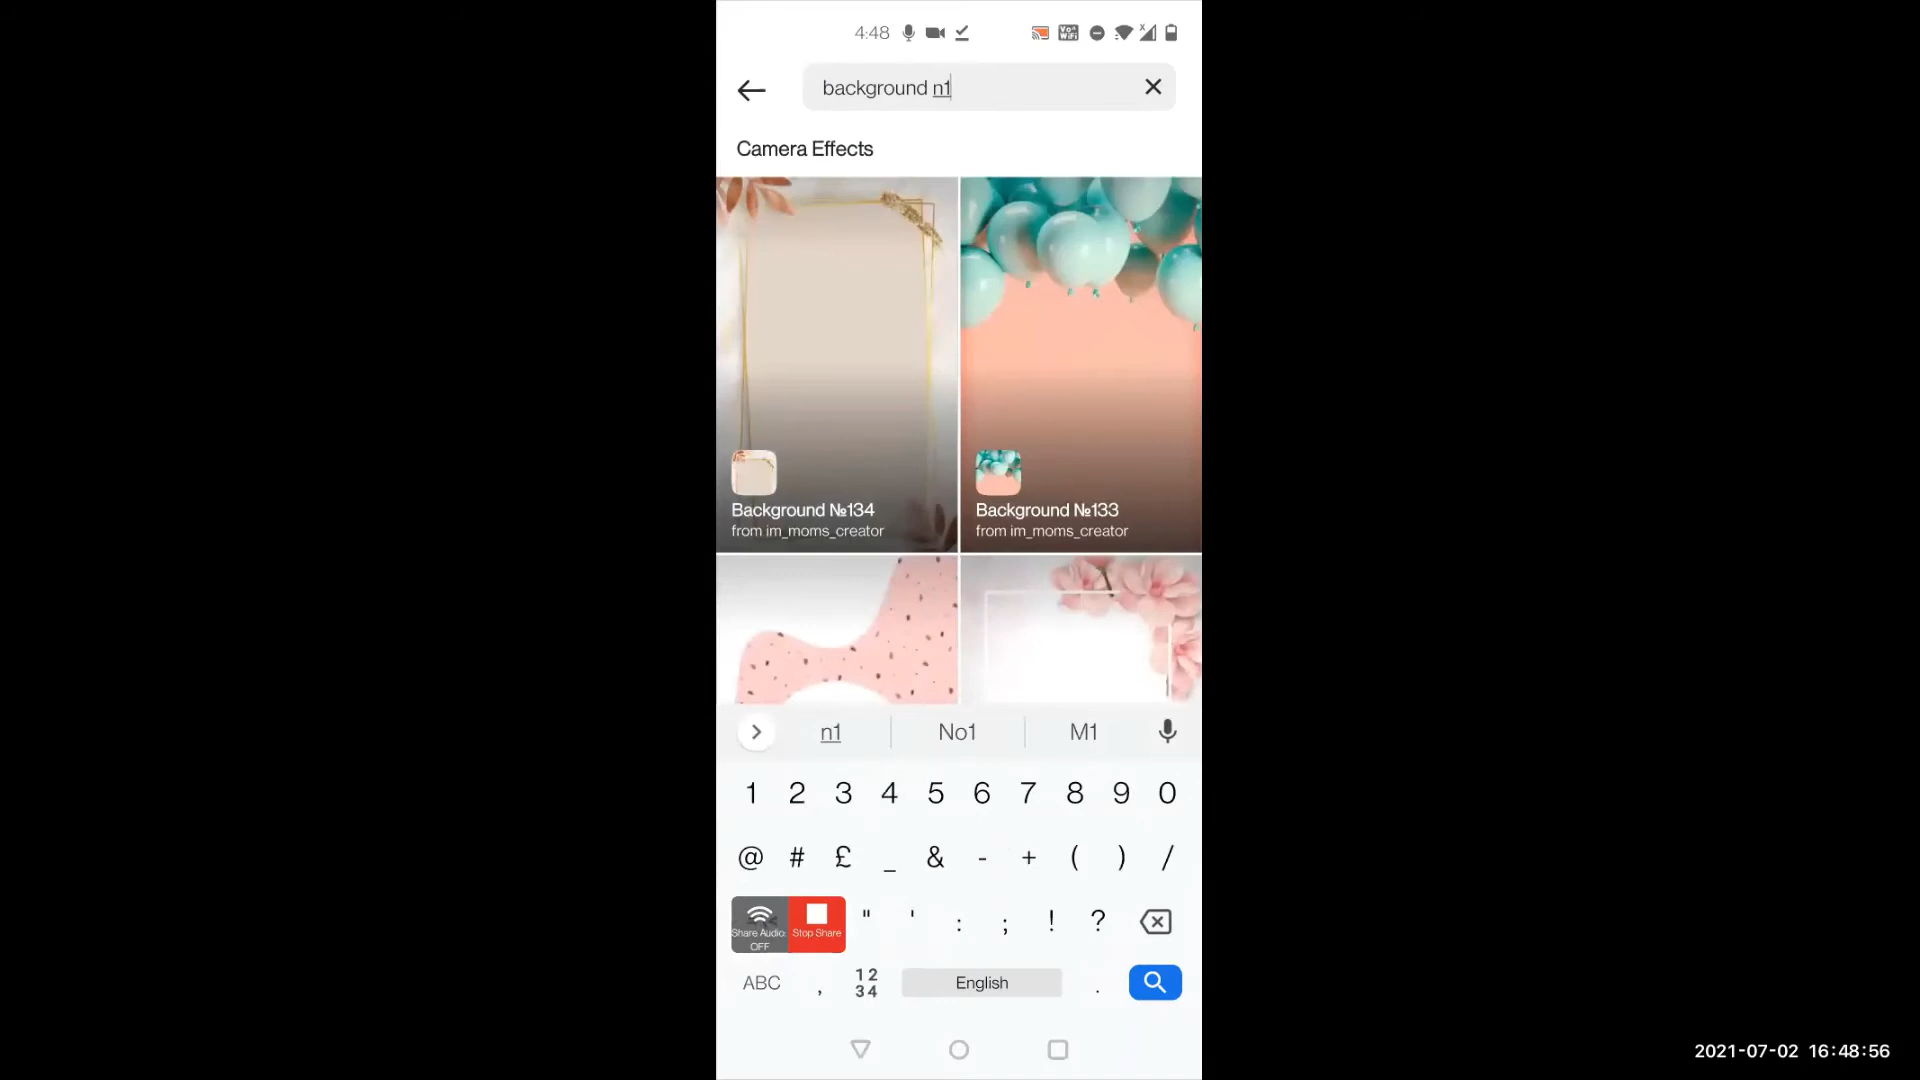 4:48
Vo WiFi x
background n1
Camera Effects
Background №134
from im_moms_creator
Background №133
from im_moms_creator
n1 No1 M1
1 2 3 4 5 6 7 8 9 0
@ # £ _ & - + ( ) /
Share Audio: OFF
Stop Share
" ' : ; ! ?
ABC , 12 34 English .
2021-07-02 16:48:56